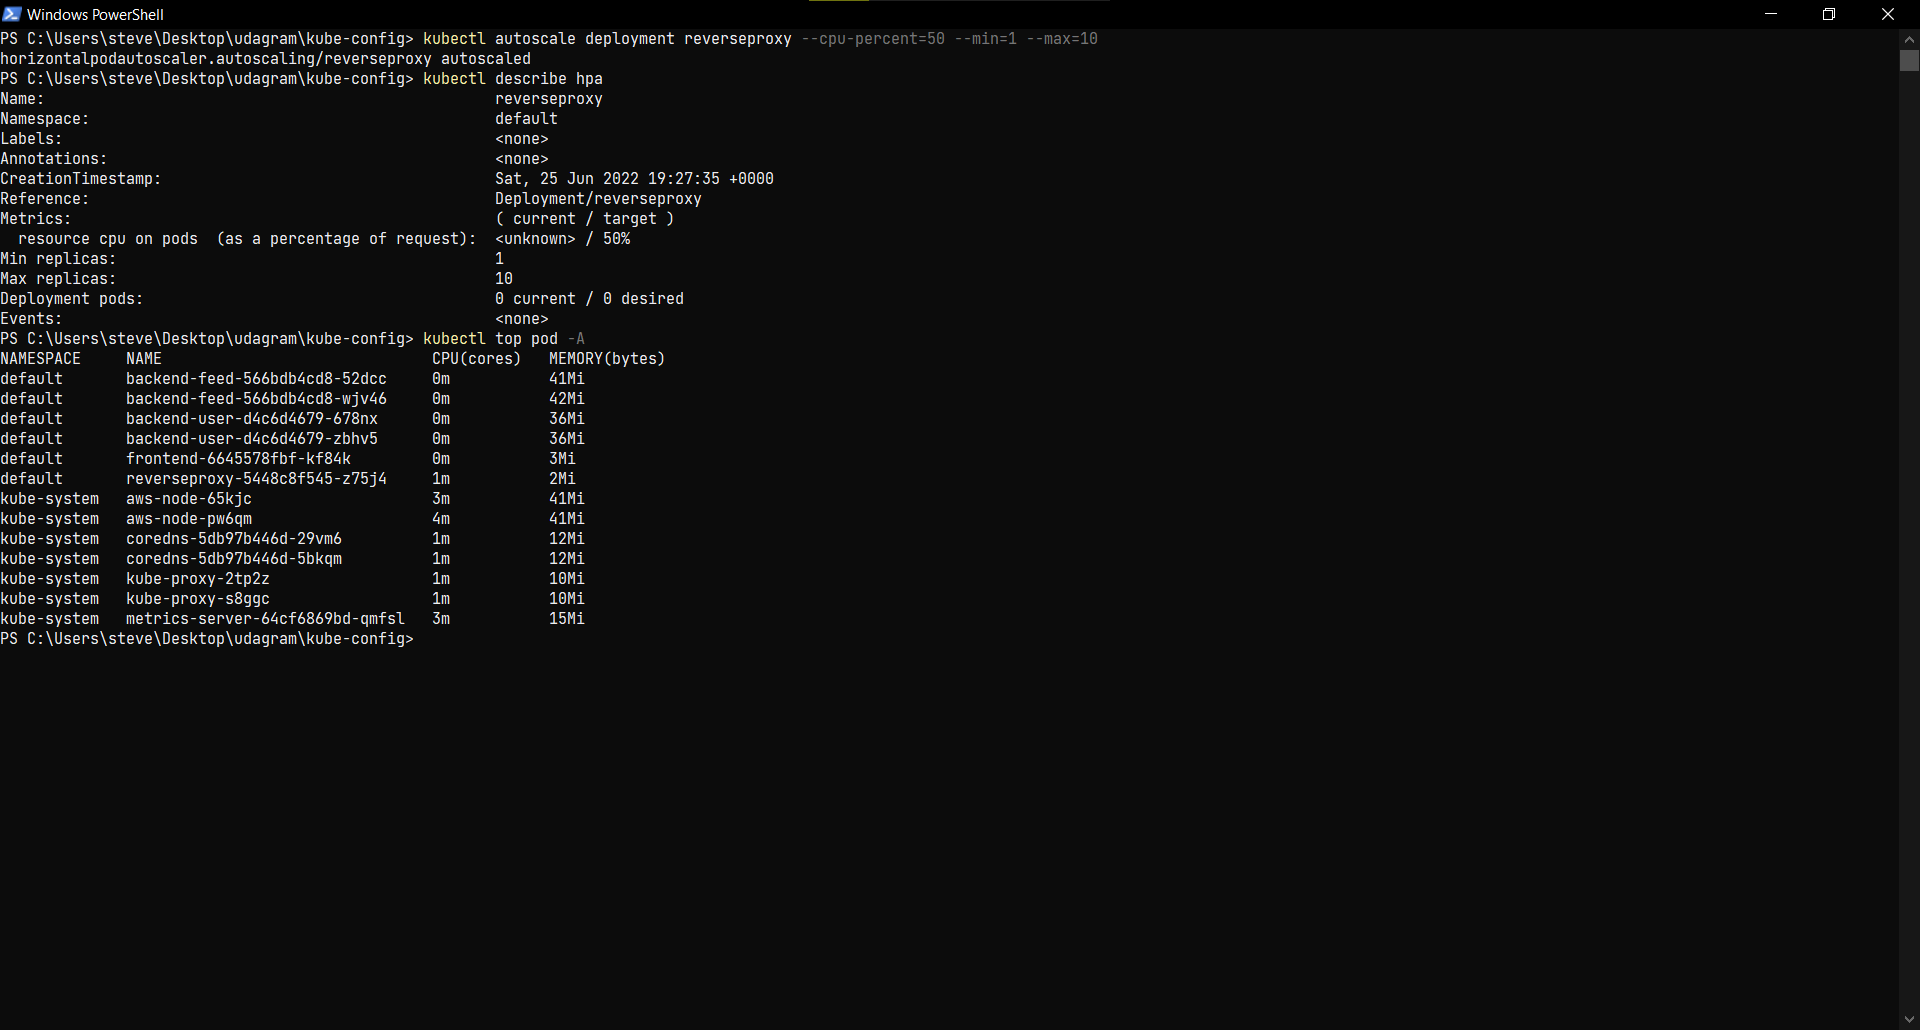 Windows PowerShell
PS C:\Users\steve\Desktop\udagram\kube-config> kubectl autoscale deployment reverseproxy --cpu-percent=50 --min=1 --max=10
horizontalpodautoscaler.autoscaling/reverseproxy autoscaled
PS C:\Users\steve\Desktop\udagram\kube-config> kubectl describe hpa
Name:                                                  reverseproxy
Namespace:                                             default
Labels:                                                <none>
Annotations:                                           <none>
CreationTimestamp:                                     Sat, 25 Jun 2022 19:27:35 +0000
Reference:                                             Deployment/reverseproxy
Metrics:                                               ( current / target )
  resource cpu on pods  (as a percentage of request):  <unknown> / 50%
Min replicas:                                          1
Max replicas:                                          10
Deployment pods:                                       0 current / 0 desired
Events:                                                <none>
PS C:\Users\steve\Desktop\udagram\kube-config> kubectl top pod -A
NAMESPACE     NAME                              CPU(cores)   MEMORY(bytes)
default       backend-feed-566bdb4cd8-52dcc     0m           41Mi
default       backend-feed-566bdb4cd8-wjv46     0m           42Mi
default       backend-user-d4c6d4679-678nx      0m           36Mi
default       backend-user-d4c6d4679-zbhv5      0m           36Mi
default       frontend-6645578fbf-kf84k         0m           3Mi
default       reverseproxy-5448c8f545-z75j4     1m           2Mi
kube-system   aws-node-65kjc                    3m           41Mi
kube-system   aws-node-pw6qm                    4m           41Mi
kube-system   coredns-5db97b446d-29vm6          1m           12Mi
kube-system   coredns-5db97b446d-5bkqm          1m           12Mi
kube-system   kube-proxy-2tp2z                  1m           10Mi
kube-system   kube-proxy-s8ggc                  1m           10Mi
kube-system   metrics-server-64cf6869bd-qmfsl   3m           15Mi
PS C:\Users\steve\Desktop\udagram\kube-config>